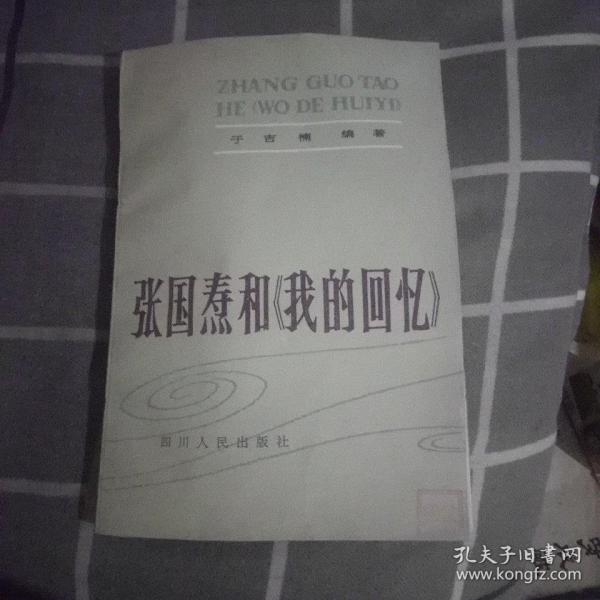 ZHANG GUO TAO
HE 《WO DE HUIYI》
于吉楠 编著
张国焘和《我的回忆》
四川人民出版社
孔夫子旧书网
www.kongfz.com